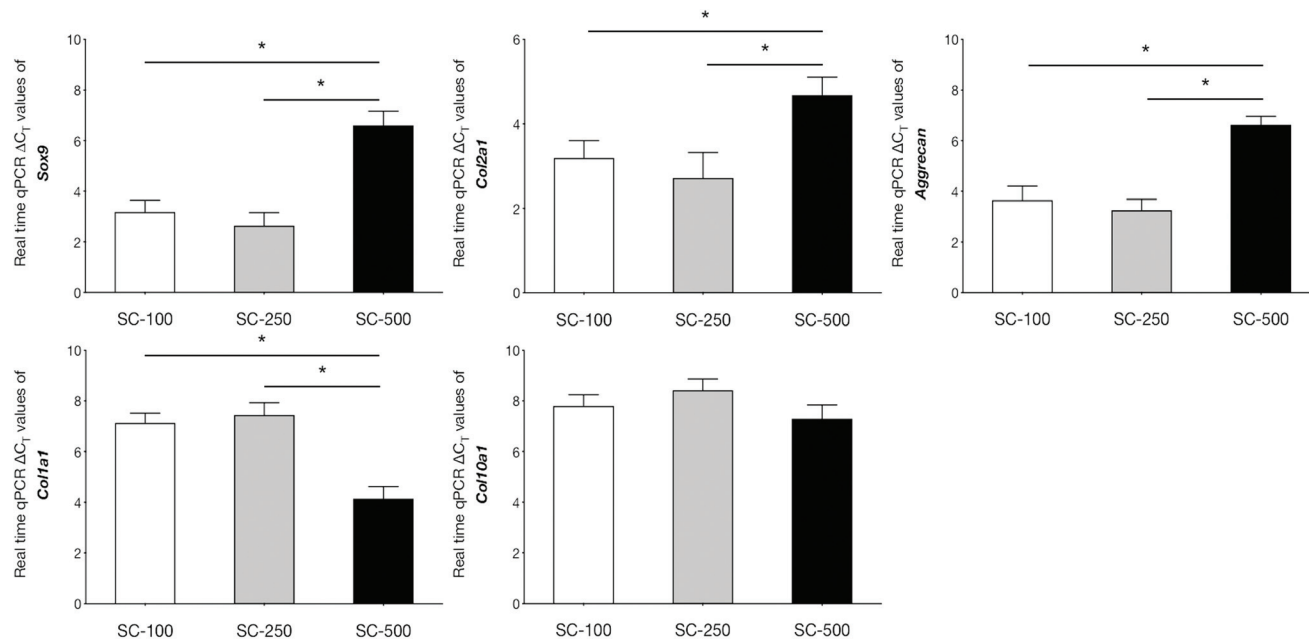 Real time qPCR ΔCT values of
Sox9
10
8
6
4
2
0
*
*
SC-100 SC-250 SC-500
Real time qPCR ΔCT values of
Col2a1
6
4
2
0
*
*
SC-100 SC-250 SC-500
Real time qPCR ΔCT values of
Aggrecan
10
8
6
4
2
0
*
*
SC-100 SC-250 SC-500
Real time qPCR ΔCT values of
Col1a1
10
8
6
4
2
0
*
*
SC-100 SC-250 SC-500
Real time qPCR ΔCT values of
Col10a1
10
8
6
4
2
0
SC-100 SC-250 SC-500